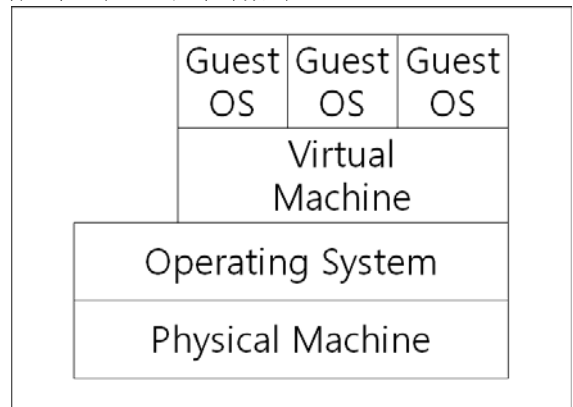 Guest Guest Guest
OS OS OS
Virtual
Machine
Operating System
Physical Machine